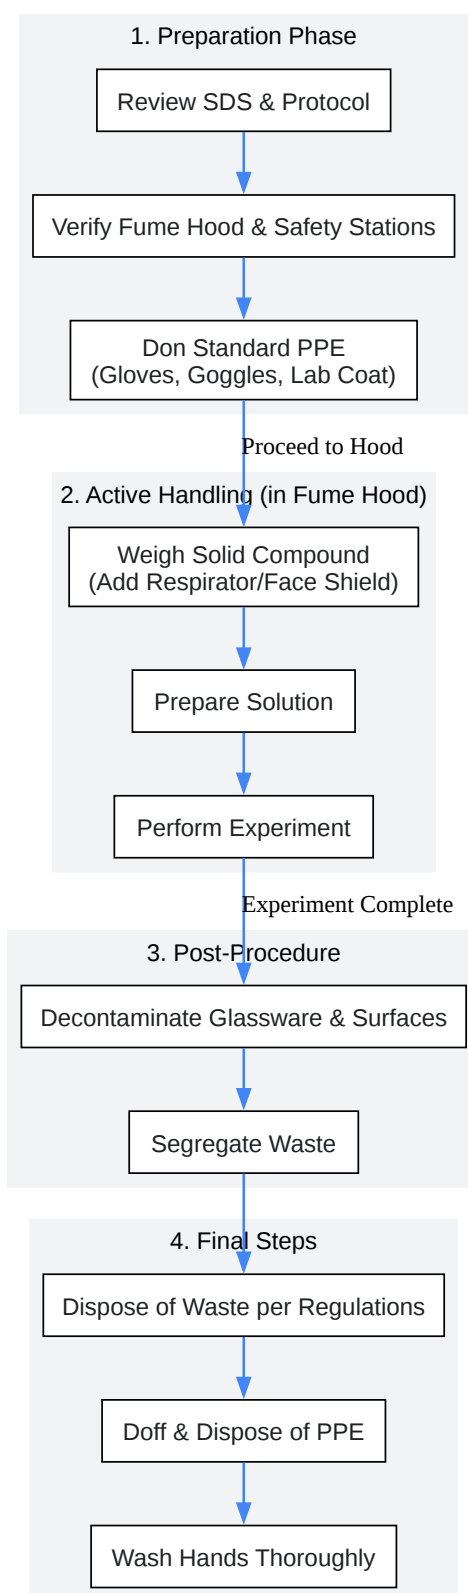 1. Preparation Phase
Review SDS & Protocol
Verify Fume Hood & Safety Stations
Don Standard PPE
(Gloves, Goggles, Lab Coat)
Proceed to Hood
2. Active Handling (in Fume Hood)
Weigh Solid Compound
(Add Respirator/Face Shield)
Prepare Solution
Perform Experiment
Experiment Complete
3. Post-Procedure
Decontaminate Glassware & Surfaces
Segregate Waste
4. Final Steps
Dispose of Waste per Regulations
Doff & Dispose of PPE
Wash Hands Thoroughly